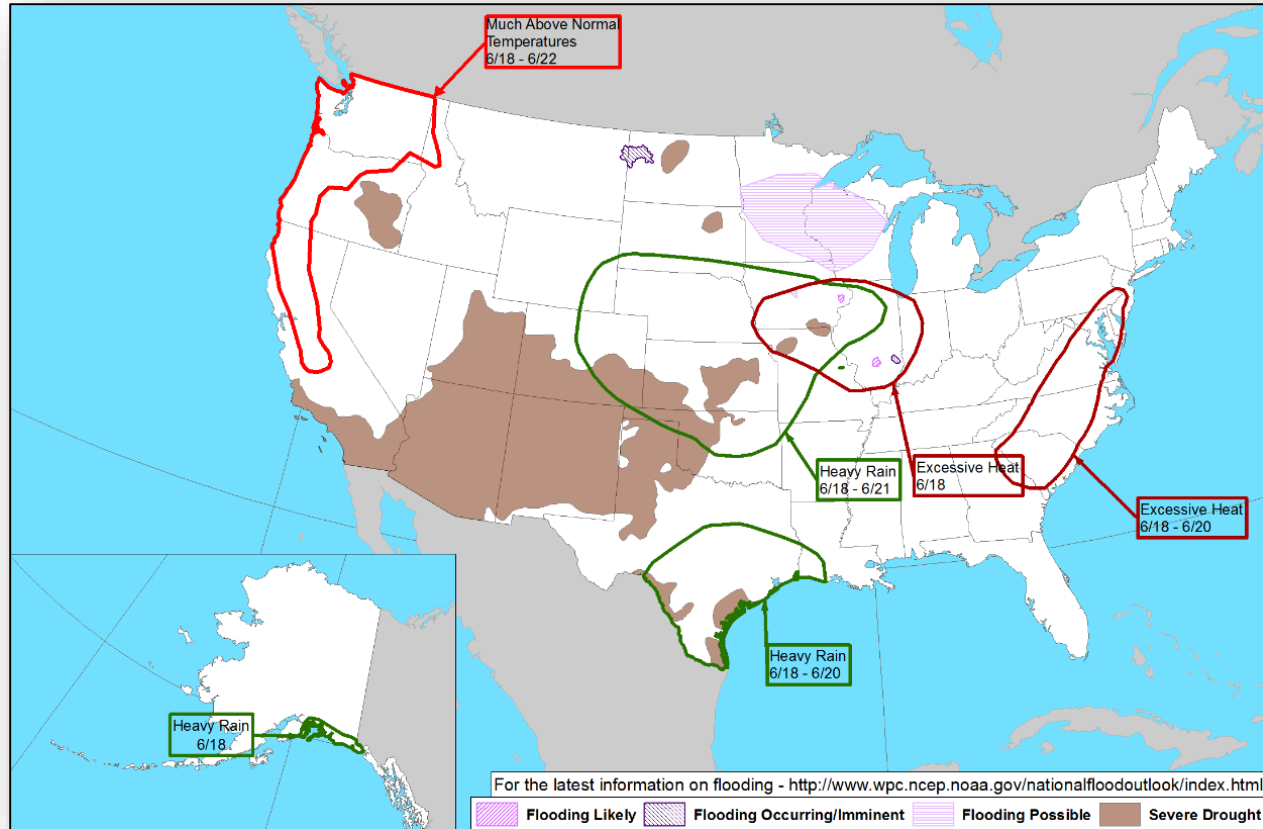 Much Above Normal
Temperatures
6/18 - 6/22
Heavy Rain
6/18 - 6/21
Excessive Heat
6/18
Excessive Heat
6/18 - 6/20
Heavy Rain
6/18 - 6/20
Heavy Rain
6/18
For the latest information on flooding - http://www.wpc.ncep.noaa.gov/nationalfloodoutlook/index.html
Flooding Likely Flooding Occurring/Imminent Flooding Possible Severe Drought